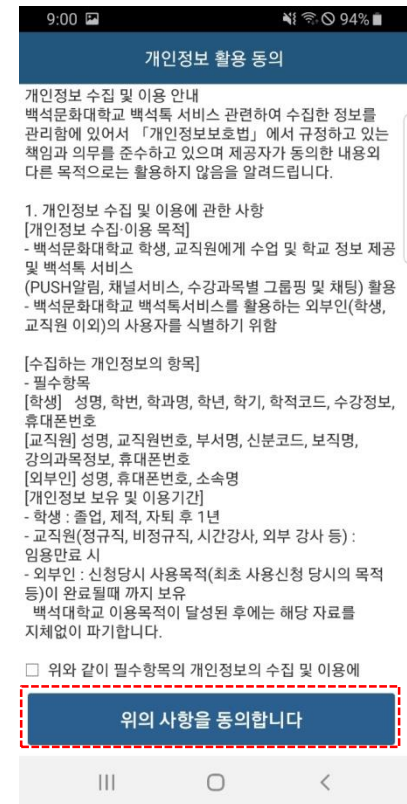 9:00 94%
개인정보 활용 동의
개인정보 수집 및 이용 안내
백석문화대학교 백석톡 서비스 관련하여 수집한 정보를
관리함에 있어서 「개인정보보호법」에서 규정하고 있는
책임과 의무를 준수하고 있으며 제공자가 동의한 내용외
다른 목적으로는 활용하지 않음을 알려드립니다.
1. 개인정보 수집 및 이용에 관한 사항
[개인정보 수집·이용 목적]
- 백석문화대학교 학생, 교직원에게 수업 및 학교 정보 제공
및 백석톡 서비스
(PUSH알림, 채널서비스, 수강과목별 그룹핑 및 채팅) 활용
- 백석문화대학교 백석톡서비스를 활용하는 외부인(학생,
교직원 이외)의 사용자를 식별하기 위함
[수집하는 개인정보의 항목]
- 필수항목
[학생] 성명, 학번, 학과명, 학년, 학기, 학적코드, 수강정보,
휴대폰번호
[교직원] 성명, 교직원번호, 부서명, 신분코드, 보직명,
강의과목정보, 휴대폰번호
[외부인] 성명, 휴대폰번호, 소속명
[개인정보 보유 및 이용기간]
- 학생 : 졸업, 제적, 자퇴 후 1년
- 교직원(정규직, 비정규직, 시간강사, 외부 강사 등) :
임용만료 시
- 외부인 : 신청당시 사용목적(최초 사용신청 당시의 목적
등)이 완료될때 까지 보유
백석대학교 이용목적이 달성된 후에는 해당 자료를
지체없이 파기합니다.
위와 같이 필수항목의 개인정보의 수집 및 이용에
위의 사항을 동의합니다